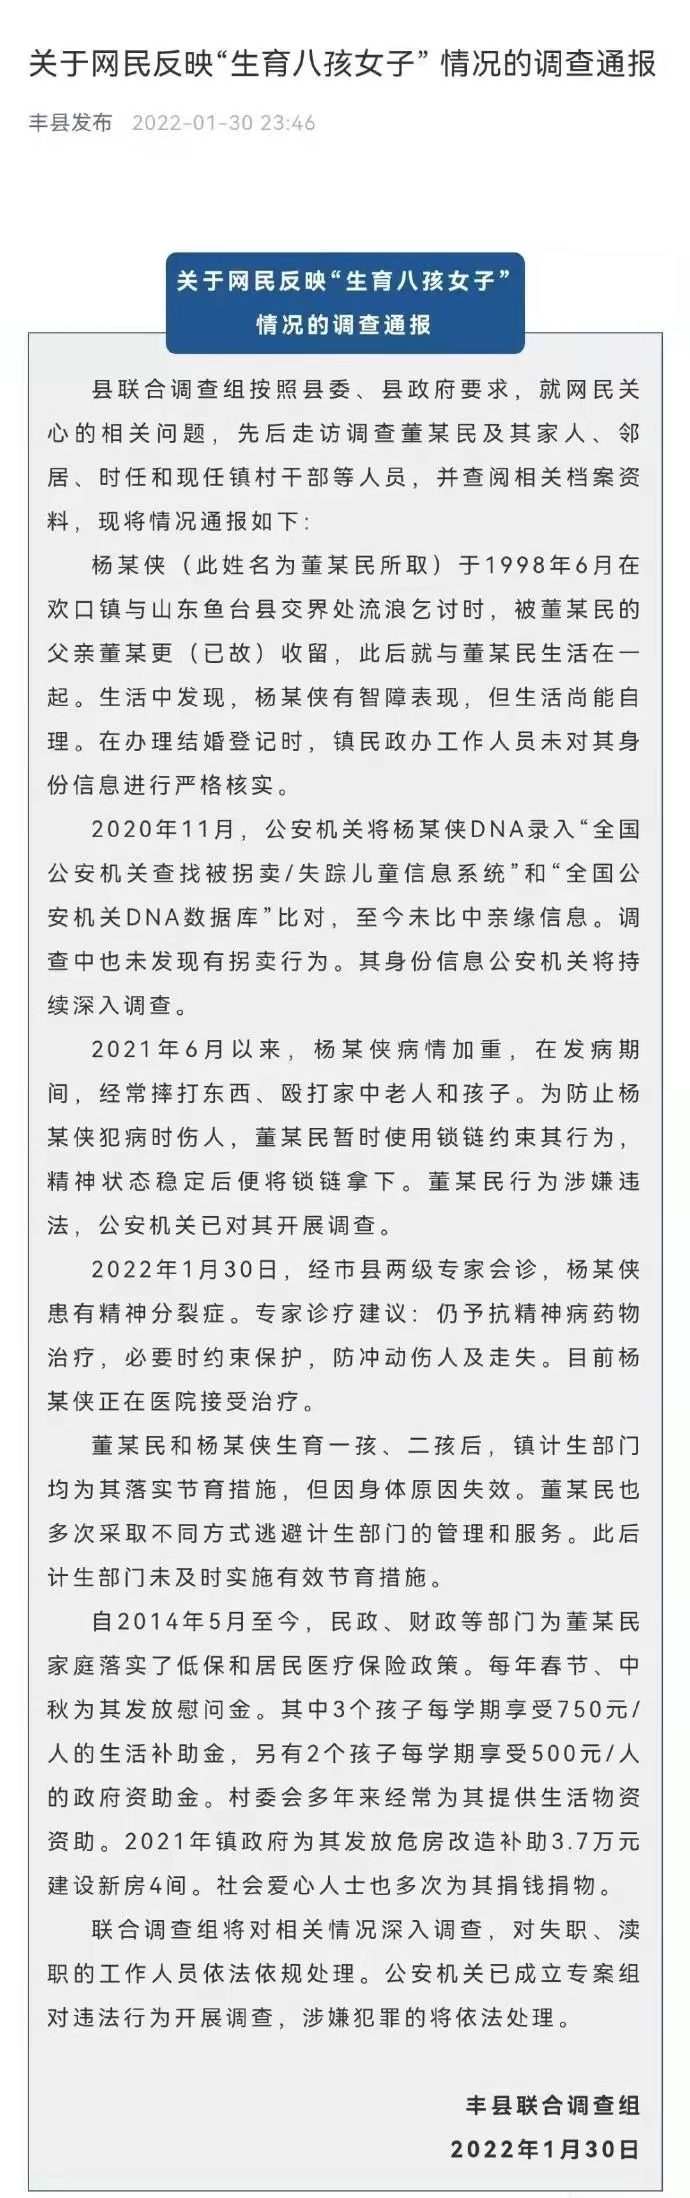 关于网民反映“生育八孩女子” 情况的调查通报
丰县发布 2022-01-30 23:46
关于网民反映“生育八孩女子”
情况的调查通报
县联合调查组按照县委、县政府要求，就网民关
心的相关问题，先后走访调查董某民及其家人、邻
居、时任和现任镇村干部等人员，并查阅相关档案资
料，现将情况通报如下：
杨某侠（此姓名为董某民所取）于1998年6月在
欢口镇与山东鱼台县交界处流浪乞讨时，被董某民的
父亲董某更（已故）收留，此后就与董某民生活在一
起。生活中发现，杨某侠有智障表现，但生活尚能自
理。在办理结婚登记时，镇民政办工作人员未对其身
份信息进行严格核实。
2020年11月，公安机关将杨某侠DNA录入“全国
公安机关查找被拐卖/失踪儿童信息系统”和“全国公
安机关DNA数据库”比对，至今未比中亲缘信息。调
查中也未发现有拐卖行为。其身份信息公安机关将持
续深入调查。
2021年6月以来，杨某侠病情加重，在发病期
间，经常摔打东西、殴打家中老人和孩子。为防止杨
某侠犯病时伤人，董某民暂时使用锁链约束其行为，
精神状态稳定后便将锁链拿下。董某民行为涉嫌违
法，公安机关已对其开展调查。
2022年1月30日，经市县两级专家会诊，杨某侠
患有精神分裂症。专家诊疗建议：仍予抗精神病药物
治疗，必要时约束保护，防冲动伤人及走失。目前杨
某侠正在医院接受治疗。
董某民和杨某侠生育一孩、二孩后，镇计生部门
均为其落实节育措施，但因身体原因失效。董某民也
多次采取不同方式逃避计生部门的管理和服务。此后
计生部门未及时实施有效节育措施。
自2014年5月至今，民政、财政等部门为董某民
家庭落实了低保和居民医疗保险政策。每年春节、中
秋为其发放慰问金。其中3个孩子每学期享受750元/
人的生活补助金，另有2个孩子每学期享受500元/人
的政府资助金。村委会多年来经常为其提供生活物资
资助。2021年镇政府为其发放危房改造补助3.7万元
建设新房4间。社会爱心人士也多次为其捐钱捐物。
联合调查组将对相关情况深入调查，对失职、渎
职的工作人员依法依规处理。公安机关已成立专案组
对违法行为开展调查，涉嫌犯罪的将依法处理。
丰县联合调查组
2022年1月30日